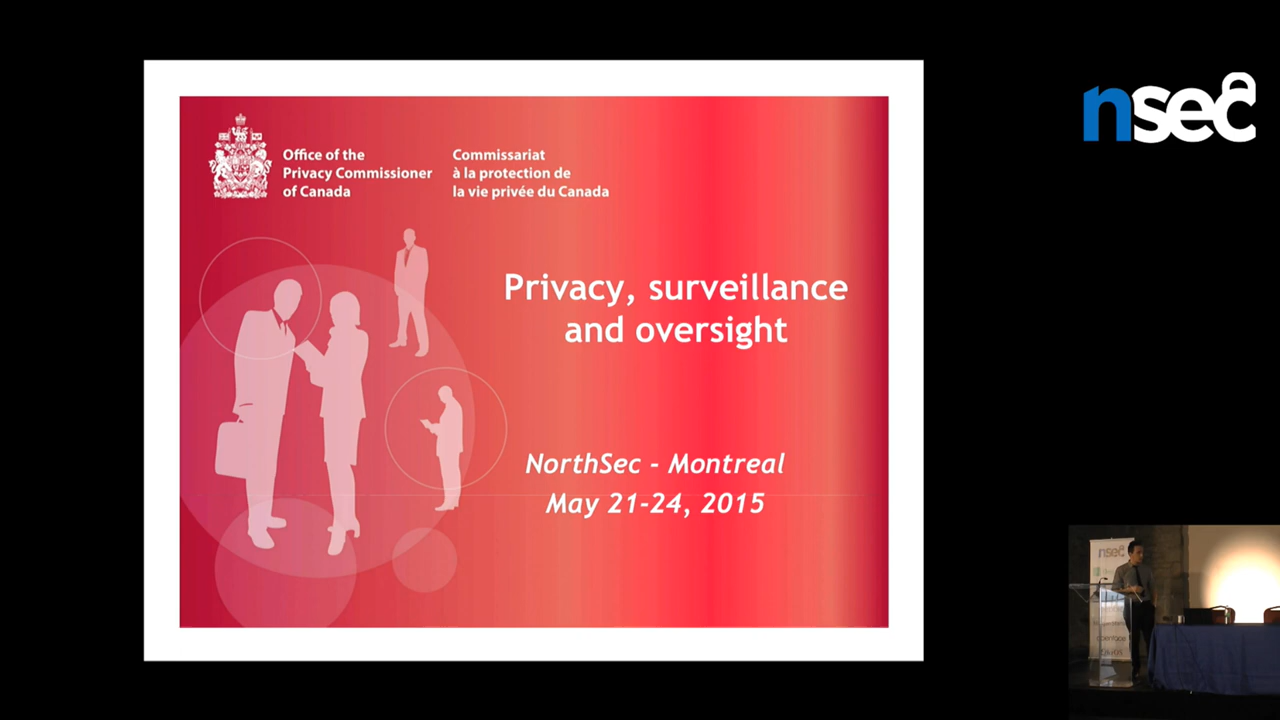 Office of the
Privacy Commissioner
of Canada
Commissariat
à la protection de
la vie privée du Canada
Privacy, surveillance
and oversight
NorthSec - Montreal
May 21-24, 2015
nsec
nsec